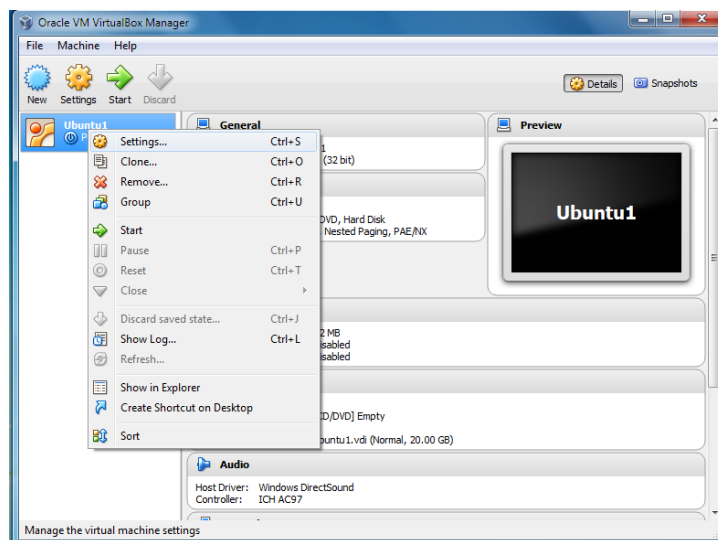 Oracle VM VirtualBox Manager
File Machine Help
New Settings Start Discard
Details Snapshots
Ubuntu1
General
Preview
Settings... Ctrl+S
Clone... Ctrl+O
(32 bit)
Remove... Ctrl+R
Group Ctrl+U
DVD, Hard Disk
Nested Paging, PAE/NX
Ubuntu1
Start
Pause Ctrl+P
Reset Ctrl+T
Close
Discard saved state... Ctrl+J
2 MB
Show Log... Ctrl+L
isabled
isabled
Refresh...
Show in Explorer
Create Shortcut on Desktop
D/DVD] Empty
Sort
buntu1.vdi (Normal, 20.00 GB)
Audio
Host Driver: Windows DirectSound
Controller: ICH AC97
Manage the virtual machine settings